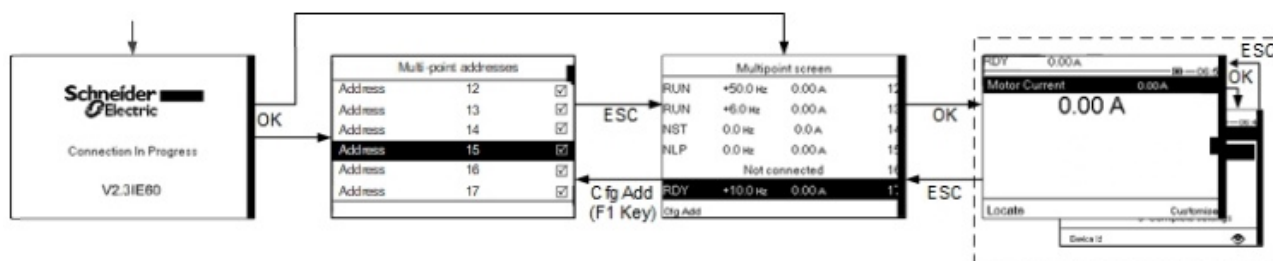 Schneider
Electric
Connection In Progress
V2.3IE60
OK
Multi-point addresses
Address 12
Address 13
Address 14
Address 15
Address 16
Address 17
ESC
Cfg Add
(F1 Key)
Multipoint screen
RUN +50.0 Hz 0.00 A 12
RUN +6.0 Hz 0.00 A 13
NST 0.0 Hz 0.0 A 14
NLP 0.0 Hz 0.00 A 15
Not connected 16
RDY +10.0 Hz 0.00 A 17
Cfg Add
OK
ESC
RDY 0.00 A
Motor Current 0.00 A
0.00 A
Locate Customise
Device Id
ESC
OK